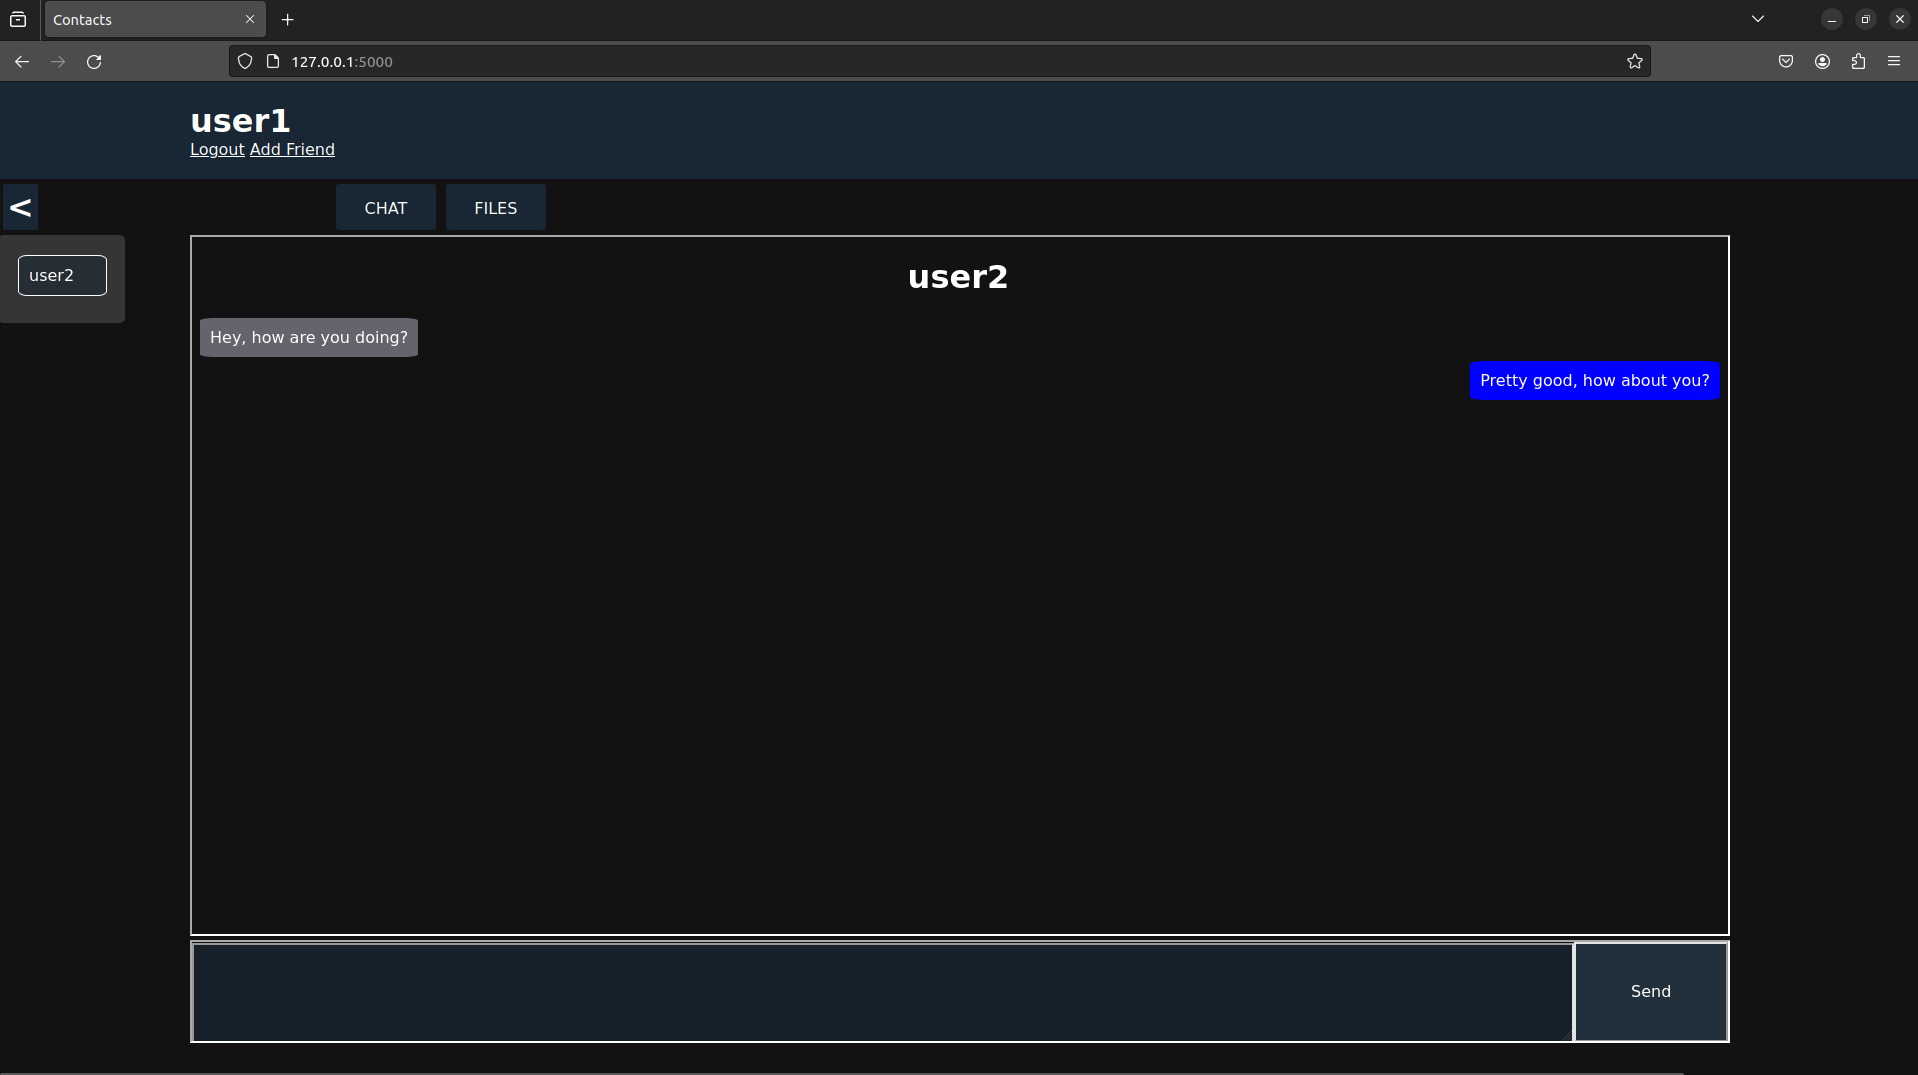 Contacts
127.0.0.1:5000
user1
Logout Add Friend
<
CHAT
FILES
user2
user2
Hey, how are you doing?
Pretty good, how about you?
Send